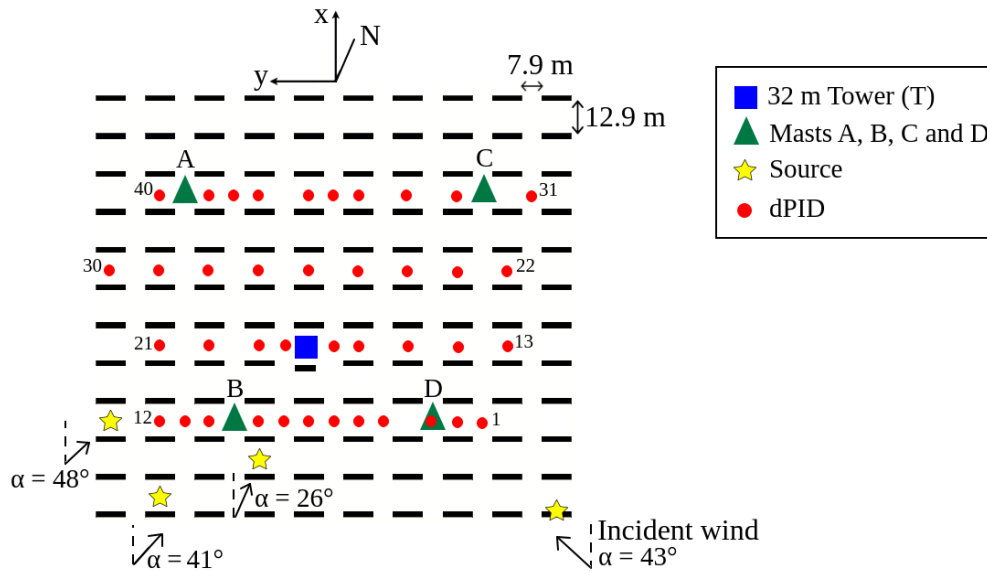 x
N
y
7.9 m
12.9 m
32 m Tower (T)
Masts A, B, C and D
Source
dPID
A
C
40
31
30
22
21
13
B
D
12
1
α = 48°
α = 26°
Incident wind
α = 43°
α = 41°